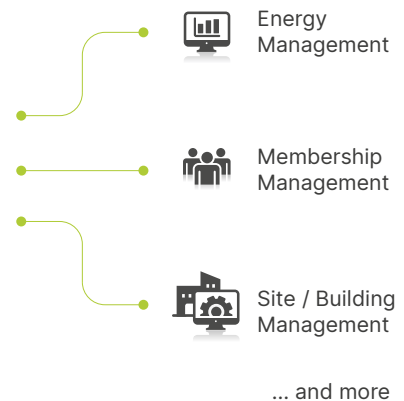 Energy
Management
Membership
Management
Site / Building
Management
... and more